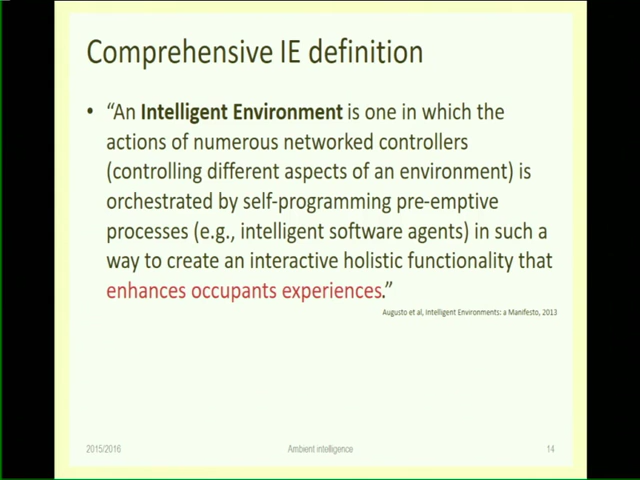 Comprehensive IE definition
• “An Intelligent Environment is one in which the
actions of numerous networked controllers
(controlling different aspects of an environment) is
orchestrated by self-programming pre-emptive
processes (e.g., intelligent software agents) in such a
way to create an interactive holistic functionality that
enhances occupants experiences.”
Augusto et al, Intelligent Environments: a Manifesto, 2013
2015/2016
Ambient intelligence
14